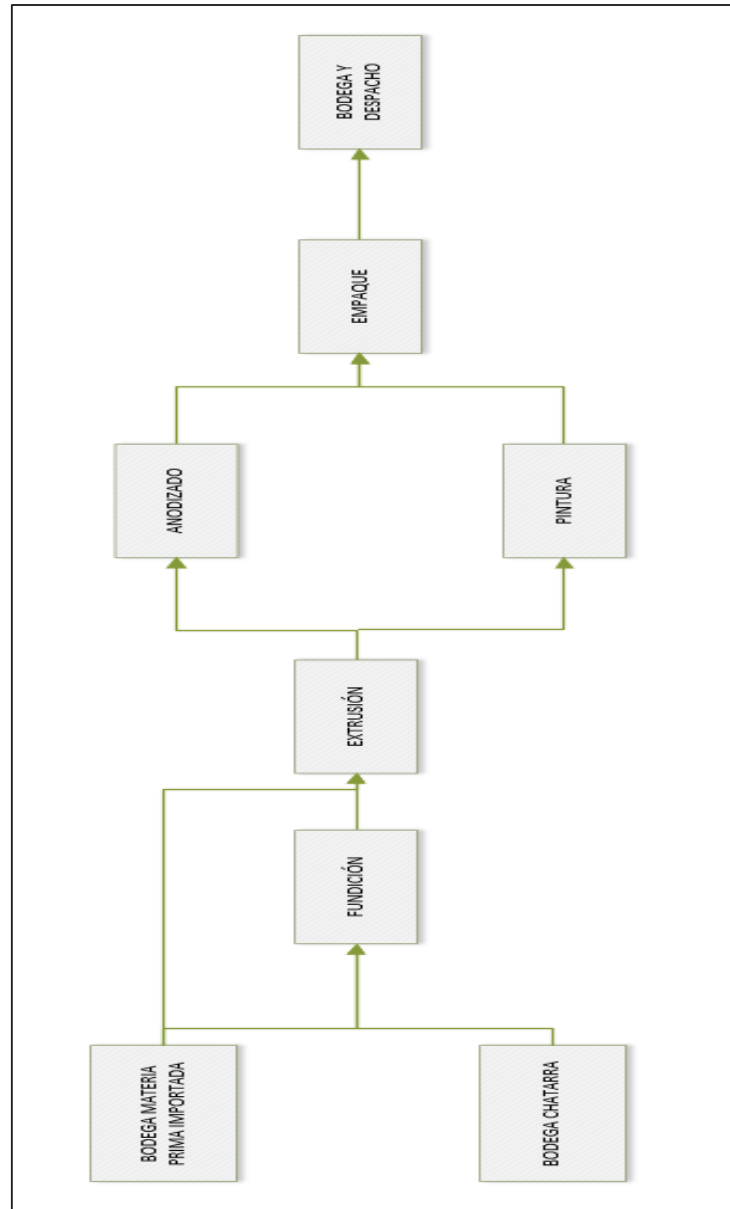 BODEGA MATERIA
PRIMA IMPORTADA
BODEGA CHATARRA
FUNDICIÓN
EXTRUSIÓN
ANODIZADO
PINTURA
EMPAQUE
BODEGA Y
DESPACHO